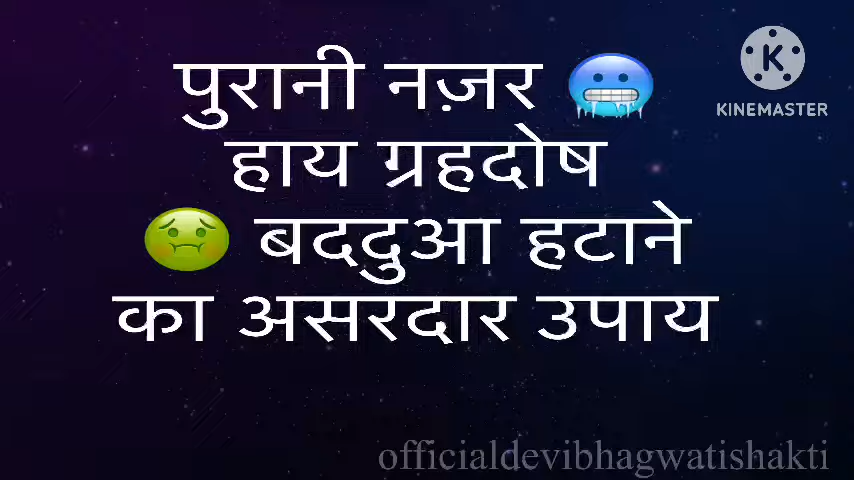 पुरानी नज़र 🥶
हाय ग्रहदोष
🤢 बददुआ हटाने
का असरदार उपाय
K
KINEMASTER
officialdevibhagwatishakti